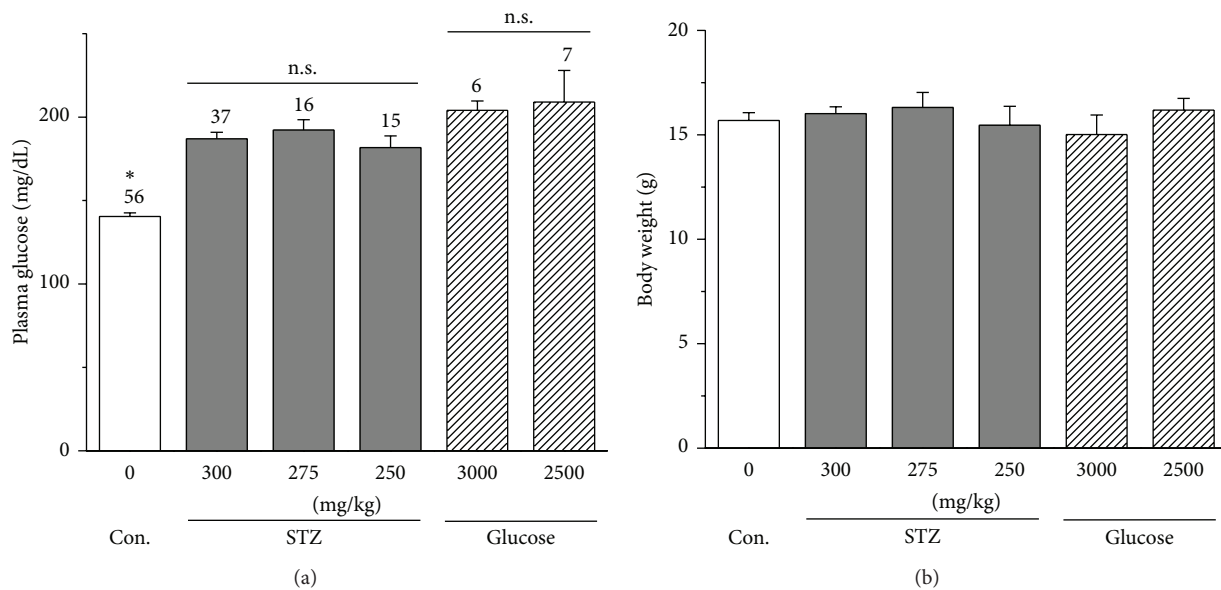 n.s.
n.s.
7
6
16
37
15
*
56
200
100
0
Plasma glucose (mg/dL)
0 300 275 250 3000 2500
(mg/kg)
Con. STZ Glucose
(a)
20
15
10
5
0
Body weight (g)
0 300 275 250 3000 2500
(mg/kg)
Con. STZ Glucose
(b)